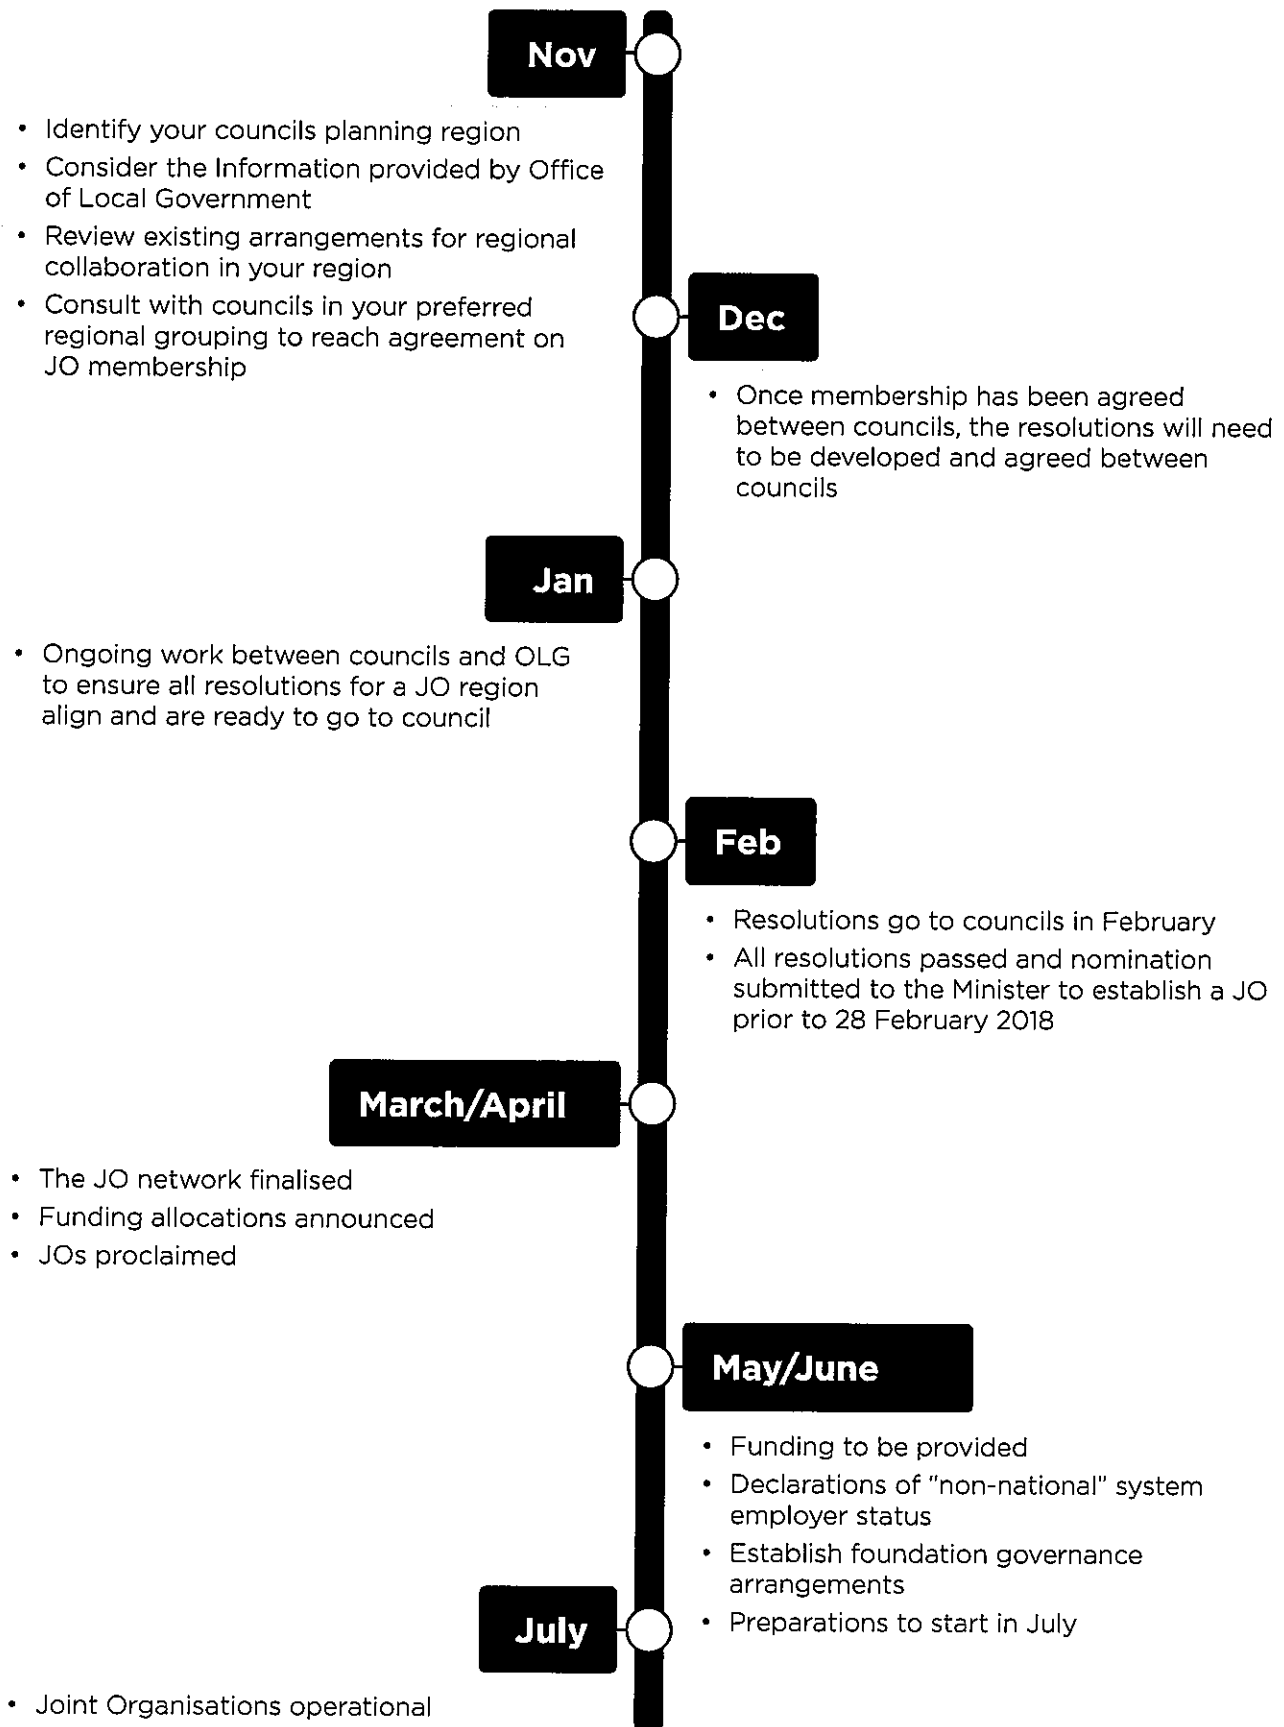 Nov
• Identify your councils planning region
• Consider the Information provided by Office
of Local Government
• Review existing arrangements for regional
collaboration in your region
• Consult with councils in your preferred
regional grouping to reach agreement on
JO membership
Dec
• Once membership has been agreed
between councils, the resolutions will need
to be developed and agreed between
councils
Jan
• Ongoing work between councils and OLG
to ensure all resolutions for a JO region
align and are ready to go to council
Feb
• Resolutions go to councils in February
• All resolutions passed and nomination
submitted to the Minister to establish a JO
prior to 28 February 2018
March/April
• The JO network finalised
• Funding allocations announced
• JOs proclaimed
May/June
• Funding to be provided
• Declarations of "non-national" system
employer status
• Establish foundation governance
arrangements
• Preparations to start in July
July
• Joint Organisations operational